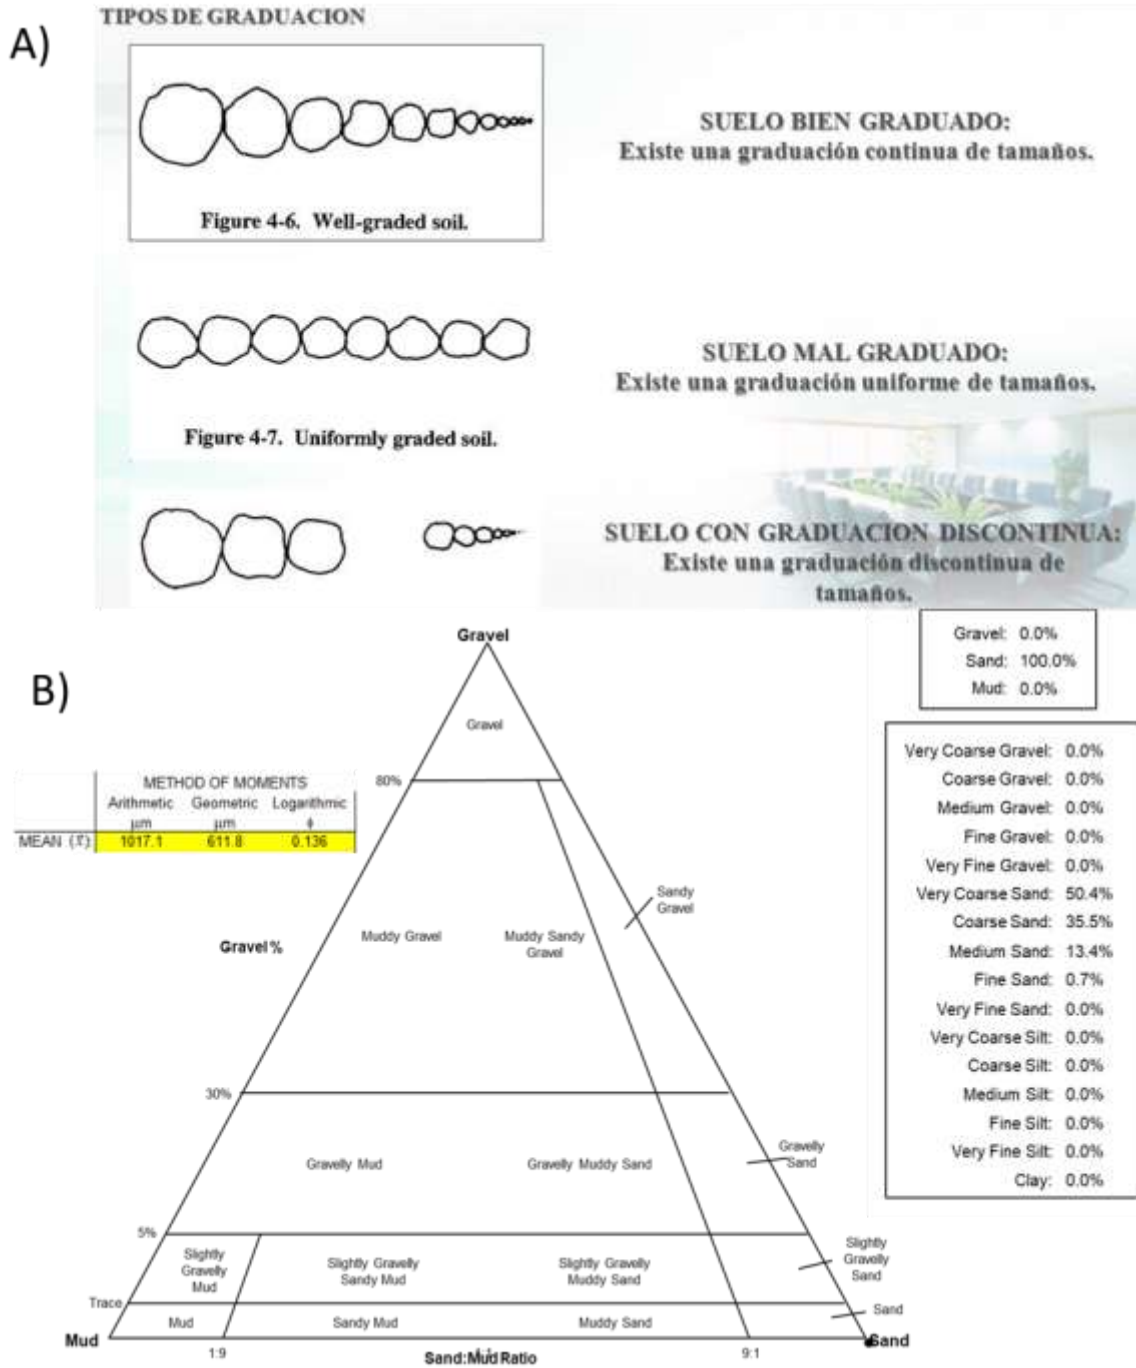 A)
TIPOS DE GRADUACION
SUELO BIEN GRADUADO:
Existe una graduación continua de tamaños.
Figure 4-6. Well-graded soil.
SUELO MAL GRADUADO:
Existe una graduación uniforme de tamaños.
Figure 4-7. Uniformly graded soil.
SUELO CON GRADUACION DISCONTINUA:
Existe una graduación discontinua de
tamaños.
B)
Gravel: 0.0%
Sand: 100.0%
Mud: 0.0%
METHOD OF MOMENTS
Arithmetic Geometric Logarithmic
μm μm ϕ
MEAN (x̄): 1017.1 611.8 0.136
Gravel
Gravel
80%
Sandy
Gravel
Gravel %
Muddy Gravel
Muddy Sandy
Gravel
30%
Gravelly Mud
Gravelly Muddy Sand
Gravelly
Sand
5%
Slightly
Gravelly
Mud
Slightly Gravelly
Sandy Mud
Slightly Gravelly
Muddy Sand
Slightly
Gravelly
Sand
Trace
Mud
Sandy Mud
Muddy Sand
Sand
Mud
Sand
1:9
Sand:Mud Ratio
9:1
Very Coarse Gravel: 0.0%
Coarse Gravel: 0.0%
Medium Gravel: 0.0%
Fine Gravel: 0.0%
Very Fine Gravel: 0.0%
Very Coarse Sand: 50.4%
Coarse Sand: 35.5%
Medium Sand: 13.4%
Fine Sand: 0.7%
Very Fine Sand: 0.0%
Very Coarse Silt: 0.0%
Coarse Silt: 0.0%
Medium Silt: 0.0%
Fine Silt: 0.0%
Very Fine Silt: 0.0%
Clay: 0.0%